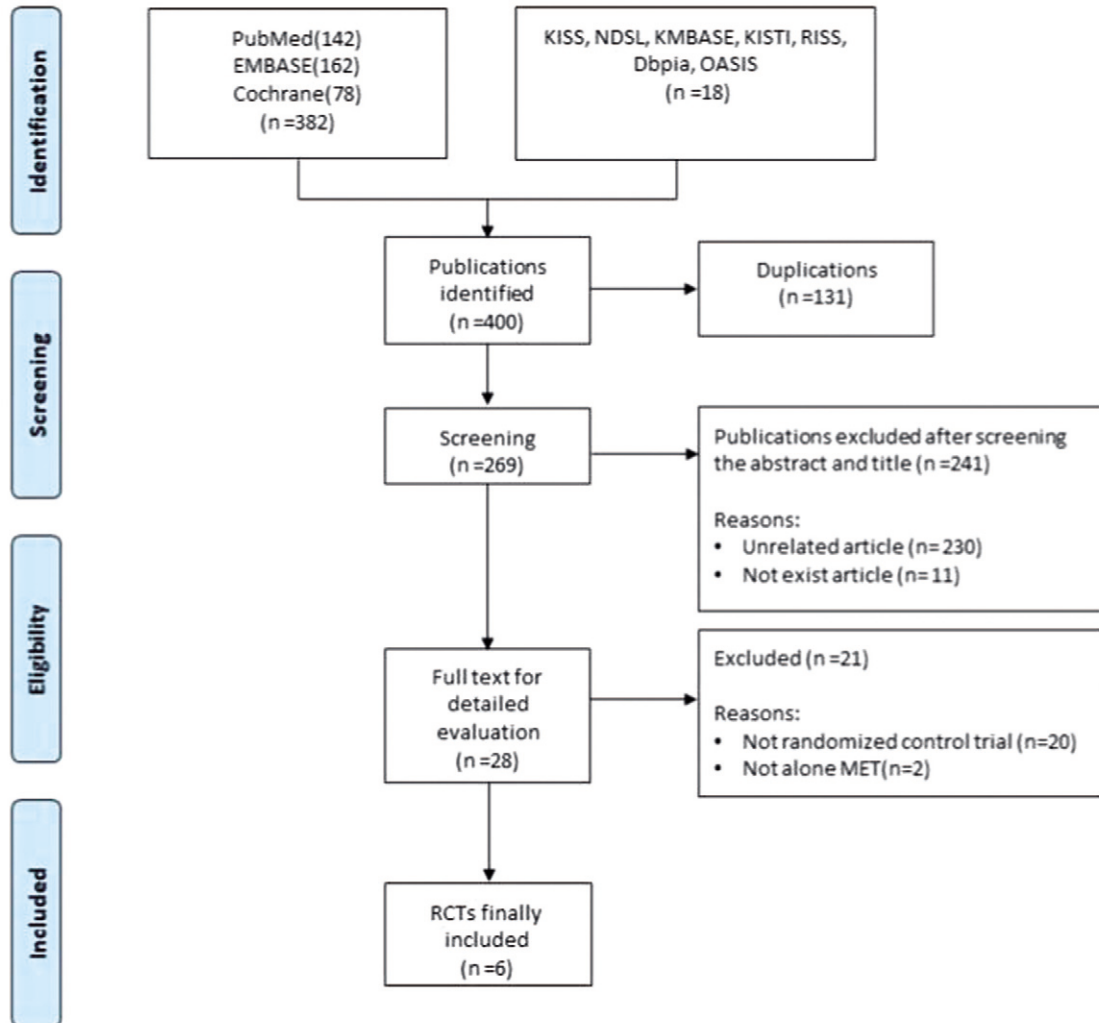 Identification
PubMed(142)
EMBASE(162)
Cochrane(78)
(n=382)
KISS, NDSL, KMBASE, KISTI, RISS,
Dbpia, OASIS
(n=18)
Screening
Publications
identified
(n=400)
Duplications
(n=131)
Screening
(n=269)
Publications excluded after screening
the abstract and title (n=241)
Reasons:
• Unrelated article (n=230)
• Not exist article (n=11)
Eligibility
Full text for
detailed
evaluation
(n=28)
Excluded (n=21)
Reasons:
• Not randomized control trial (n=20)
• Not alone MET(n=2)
Included
RCTs finally
included
(n=6)